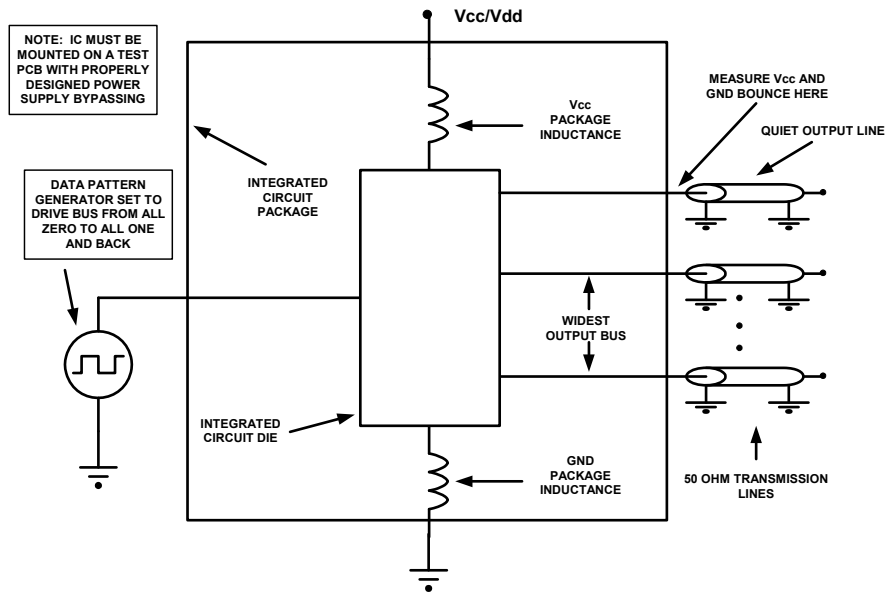 Vcc/Vdd
NOTE: IC MUST BE
MOUNTED ON A TEST
PCB WITH PROPERLY
DESIGNED POWER
SUPPLY BYPASSING
MEASURE Vcc AND
GND BOUNCE HERE
Vcc
PACKAGE
INDUCTANCE
QUIET OUTPUT LINE
INTEGRATED
CIRCUIT
PACKAGE
DATA PATTERN
GENERATOR SET TO
DRIVE BUS FROM ALL
ZERO TO ALL ONE
AND BACK
WIDEST
OUTPUT BUS
INTEGRATED
CIRCUIT DIE
GND
PACKAGE
INDUCTANCE
50 OHM TRANSMISSION
LINES